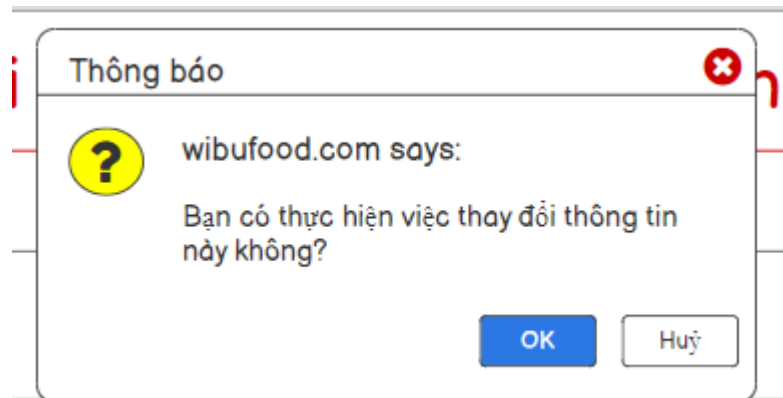 Thông báo
wibufood.com says:
Bạn có thực hiện việc thay đổi thông tin
này không?
OK Huỷ